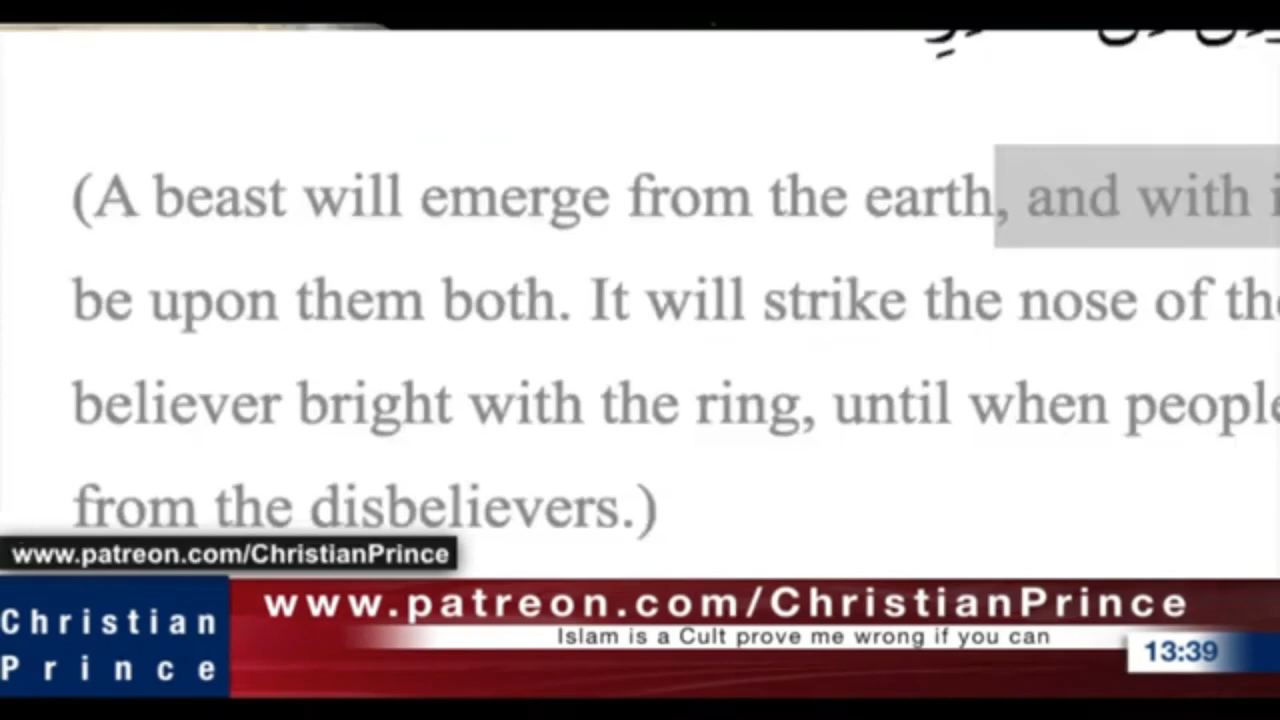 (A beast will emerge from the earth, and with
be upon them both. It will strike the nose of
believer bright with the ring, until when people
from the disbelievers.)
www.patreon.com/ChristianPrince
www.patreon.com/ChristianPrince
Christian
Prince
Islam is a Cult prove me wrong if you can
13:39